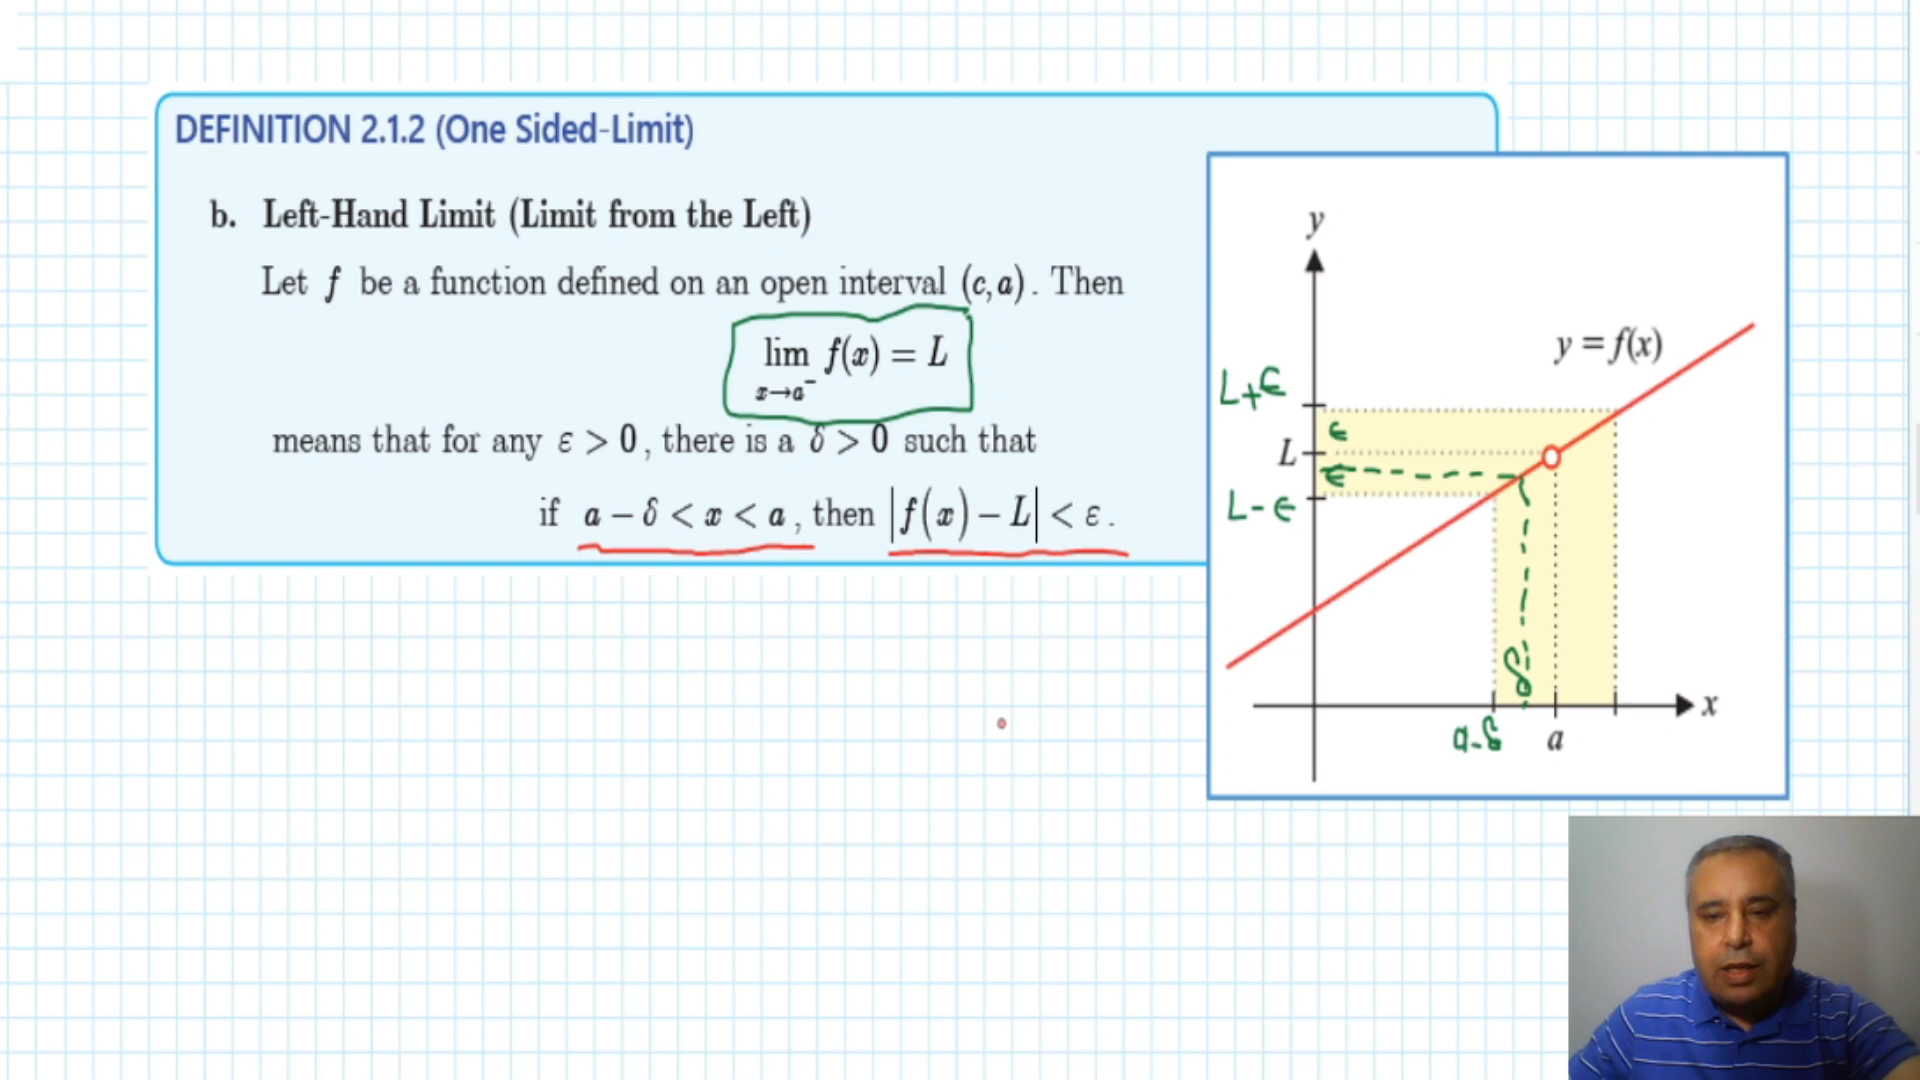 DEFINITION 2.1.2 (One Sided-Limit)
b. Left-Hand Limit (Limit from the Left)
Let f be a function defined on an open interval (c, a). Then
lim f(x) = L
x→a⁻
means that for any ε > 0, there is a δ > 0 such that
if a − δ < x < a, then |f(x) − L| < ε.
y
y = f(x)
L+ϵ
ϵ
L
ϵ
L-ϵ
δ
x
a-δ a